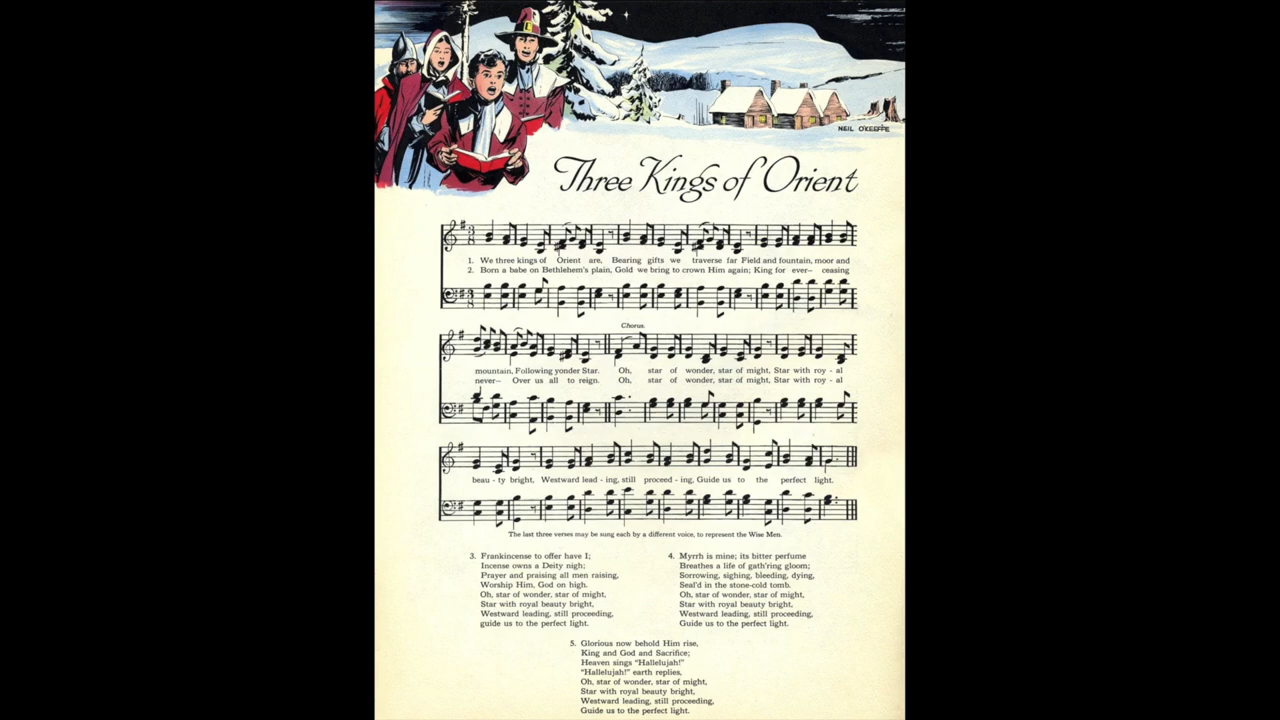 NEIL O'KEEFFE
Three Kings of Orient
1. We three kings of Orient are, Bearing gifts we traverse far Field and fountain, moor and
2. Born a babe on Bethlehem's plain, Gold we bring to crown Him again; King for ever— ceasing
Chorus.
mountain, Following yonder Star. Oh, star of wonder, star of might, Star with roy - al
never— Over us all to reign. Oh, star of wonder, star of might, Star with roy - al
beau - ty bright, Westward lead - ing, still proceed - ing, Guide us to the perfect light.
The last three verses may be sung each by a different voice, to represent the Wise Men.
3. Frankincense to offer have I;
Incense owns a Deity nigh;
Prayer and praising all men raising,
Worship Him, God on high.
Oh, star of wonder, star of might,
Star with royal beauty bright,
Westward leading, still proceeding,
guide us to the perfect light.
4. Myrrh is mine; its bitter perfume
Breathes a life of gath'ring gloom;
Sorrowing, sighing, bleeding, dying,
Seal'd in the stone-cold tomb.
Oh, star of wonder, star of might,
Star with royal beauty bright,
Westward leading, still proceeding,
Guide us to the perfect light.
5. Glorious now behold Him rise,
King and God and Sacrifice;
Heaven sings "Hallelujah!"
"Hallelujah!" earth replies,
Oh, star of wonder, star of might,
Star with royal beauty bright,
Westward leading, still proceeding,
Guide us to the perfect light.